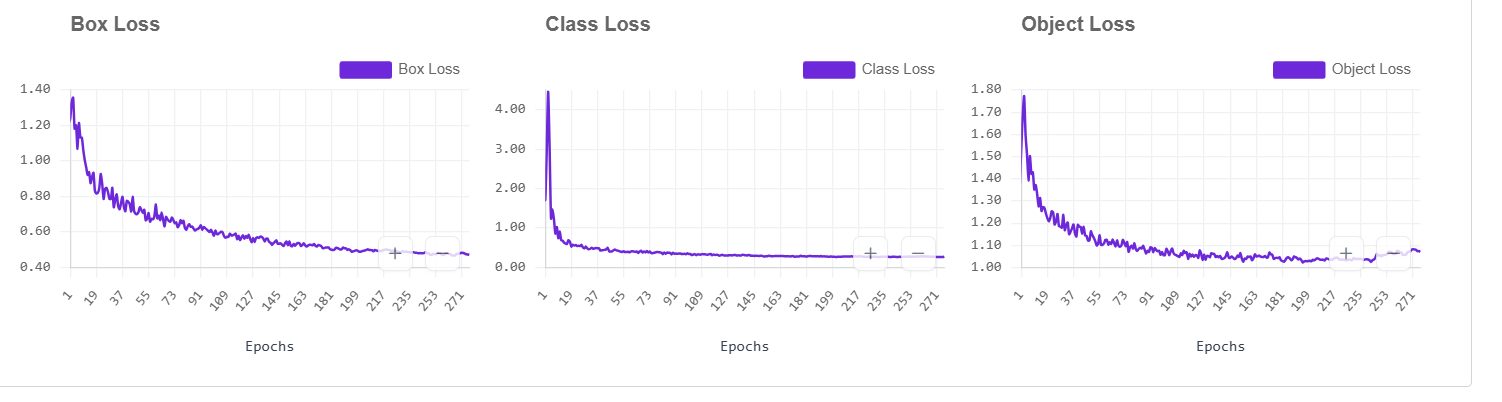 Box Loss
Class Loss
Object Loss
Box Loss
Class Loss
Object Loss
1.40
1.20
1.00
0.80
0.60
0.40
1 19 37 55 73 91 109 127 145 163 181 199 217 235 253 271
Epochs
4.00
3.00
2.00
1.00
0.00
1 19 37 55 73 91 109 127 145 163 181 199 217 235 253 271
Epochs
1.80
1.70
1.60
1.50
1.40
1.30
1.20
1.10
1.00
1 19 37 55 73 91 109 127 145 163 181 199 217 235 253 271
Epochs
+ −
+ −
+ −